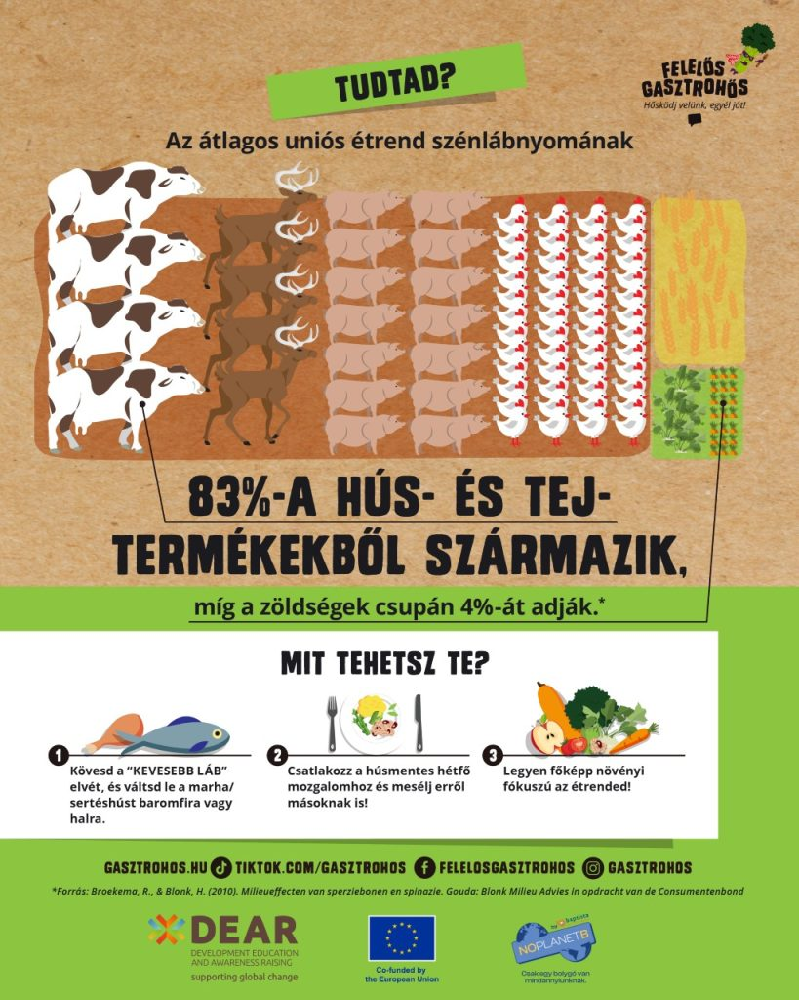 TUDTAD?
FELELŐS
GASZTROHŐS
Hősködj velünk, egyél jót!
Az átlagos uniós étrend szénlábnyomának
83%-A HÚS- ÉS TEJ-
TERMÉKEKBŐL SZÁRMAZIK,
míg a zöldségek csupán 4%-át adják.*
MIT TEHETSZ TE?
1
Kövesd a "KEVESEBB LÁB"
elvét, és váltsd le a marha/
sertéshúst baromfira vagy
halra.
2
Csatlakozz a húsmentes hétfő
mozgalomhoz és mesélj erről
másoknak is!
3
Legyen főképp növényi
fókuszú az étrended!
GASZTROHOS.HU TIKTOK.COM/GASZTROHOS FELELOSGASZTROHOS GASZTROHOS
*Forrás: Broekema, R., & Blonk, H. (2010). Milieueffecten van sperziebonen en spinazie. Gouda: Blonk Milieu Advies in opdracht van de Consumentenbond
DEAR
DEVELOPMENT EDUCATION
AND AWARENESS RAISING
supporting global change
Co-funded by
the European Union
by baptista
NOPLANETB
Csak egy bolygó van
mindannyiunknak.